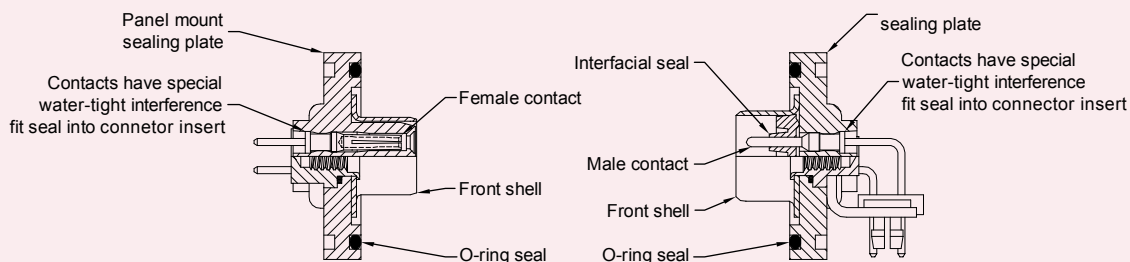 Panel mount
sealing plate
Contacts have special
water-tight interference
fit seal into connetor insert
Female contact
Front shell
O-ring seal
sealing plate
Interfacial seal
Contacts have special
water-tight interference
fit seal into connector insert
Male contact
Front shell
O-ring seal